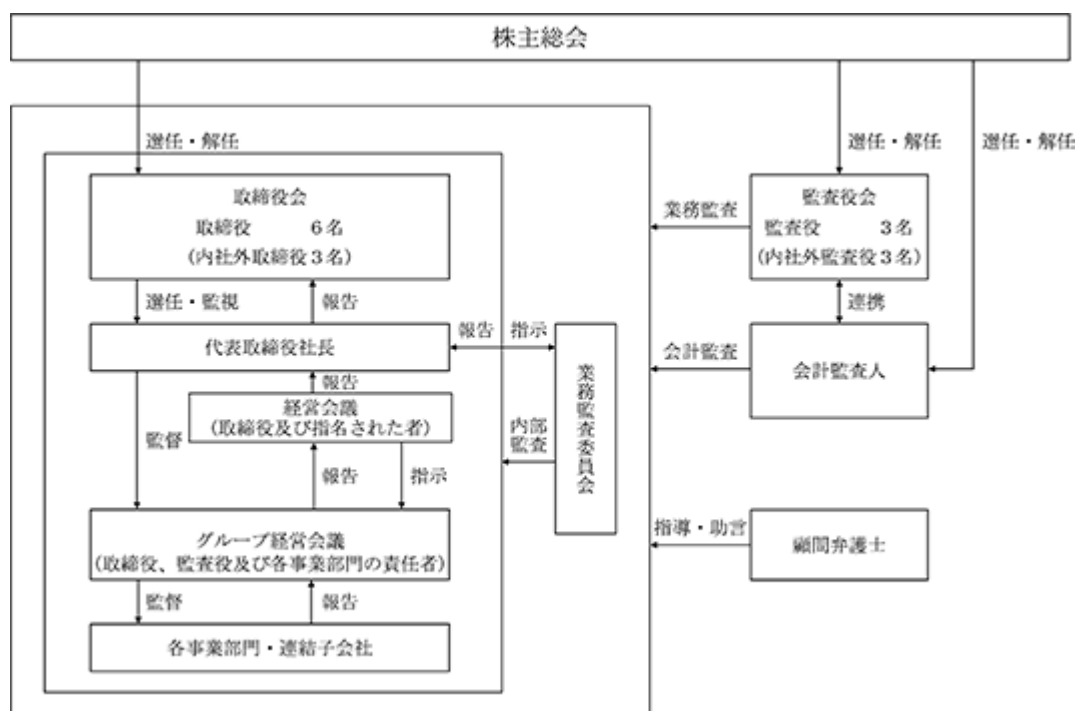 株主総会
選任・解任
選任・解任
選任・解任
取締役会
取締役 6名
(内社外取締役3名)
業務監査
監査役会
監査役 3名
(内社外監査役3名)
選任・監視
報告
連携
代表取締役社長
報告 指示
会計監査
会計監査人
報告
経営会議
(取締役及び指名された者)
業務監査委員会
監督
内部
監査
報告
指示
グループ経営会議
(取締役、監査役及び各事業部門の責任者)
指導・助言
顧問弁護士
監督
報告
各事業部門・連結子会社